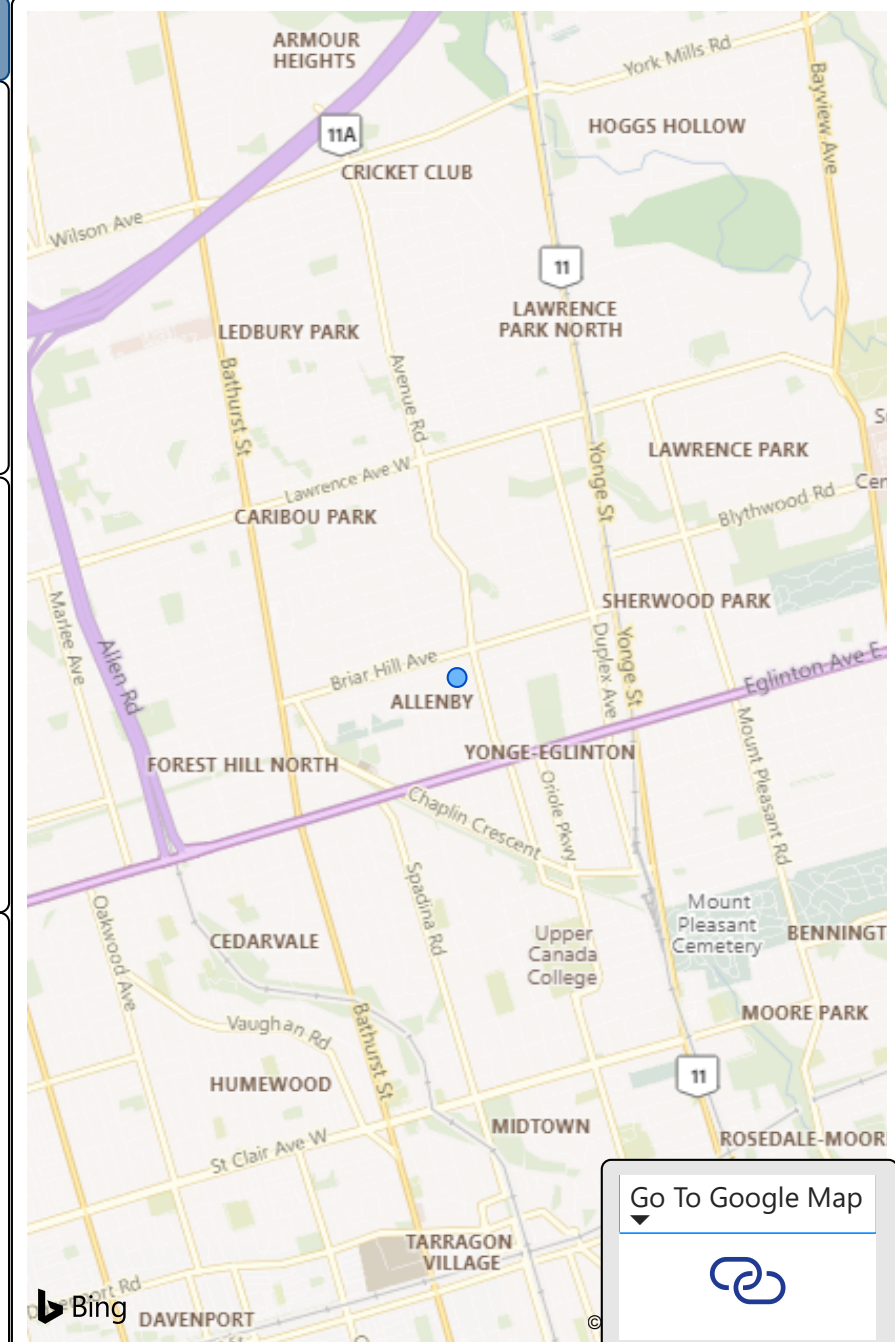 ARMOUR
HEIGHTS
York Mills Rd
Bayview Ave
11A
HOGGS HOLLOW
CRICKET CLUB
Wilson Ave
11
LAWRENCE
PARK NORTH
LEDBURY PARK
Bathurst St
Avenue Rd
LAWRENCE PARK
Yonge St
Lawrence Ave W
Blythwood Rd
CARIBOU PARK
SHERWOOD PARK
Marlee Ave
Allen Rd
Duplex Ave
Yonge St
Briar Hill Ave
Eglinton Ave E
ALLENBY
YONGE-EGLINTON
Mount Pleasant Rd
FOREST HILL NORTH
Oriole Pkwy
Chaplin Crescent
Spadina Rd
Oakwood Ave
Mount
Pleasant
Cemetery
BENNINGT
CEDARVALE
Upper
Canada
College
MOORE PARK
Vaughan Rd
Bathurst St
11
HUMEWOOD
MIDTOWN
ROSEDALE-MOOR
St Clair Ave W
Go To Google Map
TARRAGON
VILLAGE
Davenport Rd
Bing
DAVENPORT
©